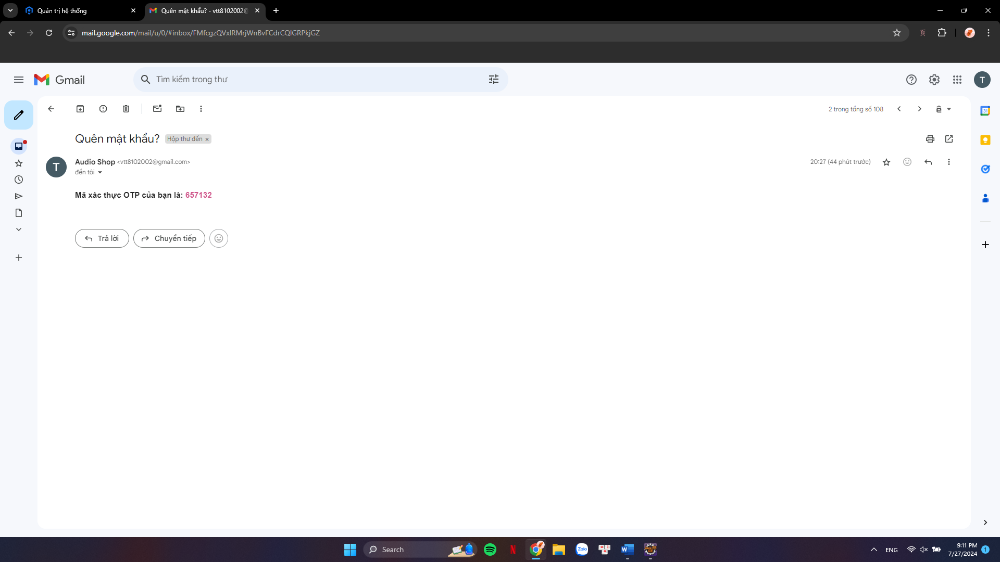 Quản trị hệ thống
Quên mật khẩu? - vtt8102002@
mail.google.com/mail/u/0/#inbox/FMfcgzQVxlRMrjWnBvFCdrCQlGRPkjGZ
Gmail
Tìm kiếm trong thư
T
2 trong tổng số 108
Quên mật khẩu?
Hộp thư đến ×
T
Audio Shop <vtt8102002@gmail.com>
20:27 (44 phút trước)
đến tôi
Mã xác thực OTP của bạn là: 657132
Trả lời
Chuyển tiếp
31
Search
Zalo
ENG
9:11 PM
7/27/2024
1